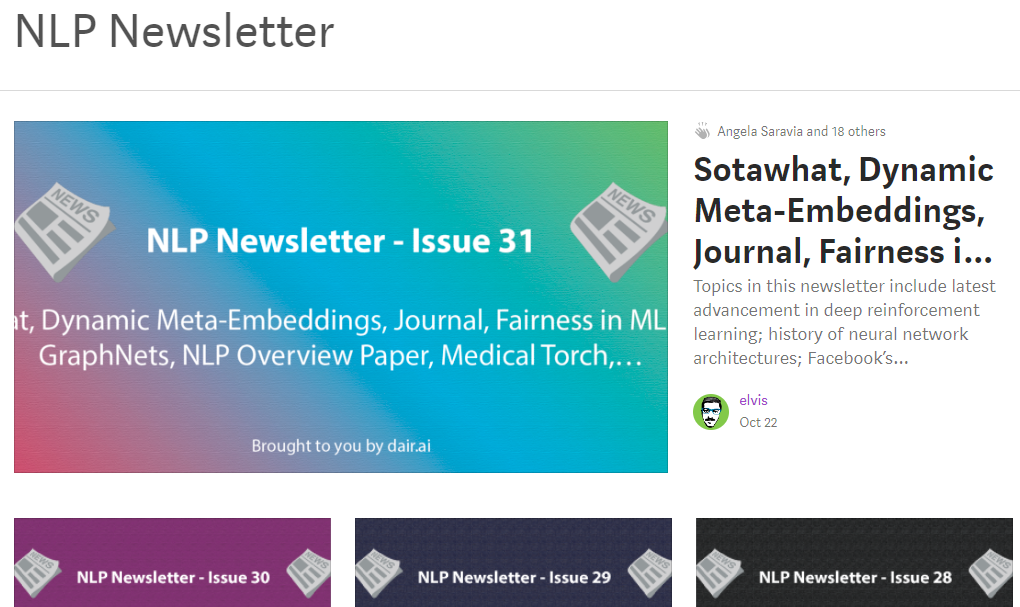 NLP Newsletter
NEWS
NEWS
NLP Newsletter - Issue 31
at, Dynamic Meta-Embeddings, Journal, Fairness in ML
GraphNets, NLP Overview Paper, Medical Torch,…
Brought to you by dair.ai
Angela Saravia and 18 others
Sotawhat, Dynamic
Meta-Embeddings,
Journal, Fairness i…
Topics in this newsletter include latest
advancement in deep reinforcement
learning; history of neural network
architectures; Facebook’s…
elvis
Oct 22
NEWS
NLP Newsletter - Issue 30
NEWS
NEWS
NLP Newsletter - Issue 29
NEWS
NEWS
NLP Newsletter - Issue 28
NEWS